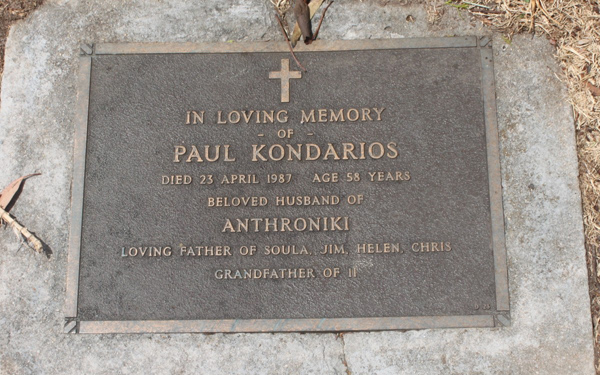 IN LOVING MEMORY
- OF -
PAUL KONDARIOS
DIED 23 APRIL 1987 AGE 58 YEARS
BELOVED HUSBAND OF
ANTHRONIKI
LOVING FATHER OF SOULA, JIM, HELEN, CHRIS
GRANDFATHER OF 11